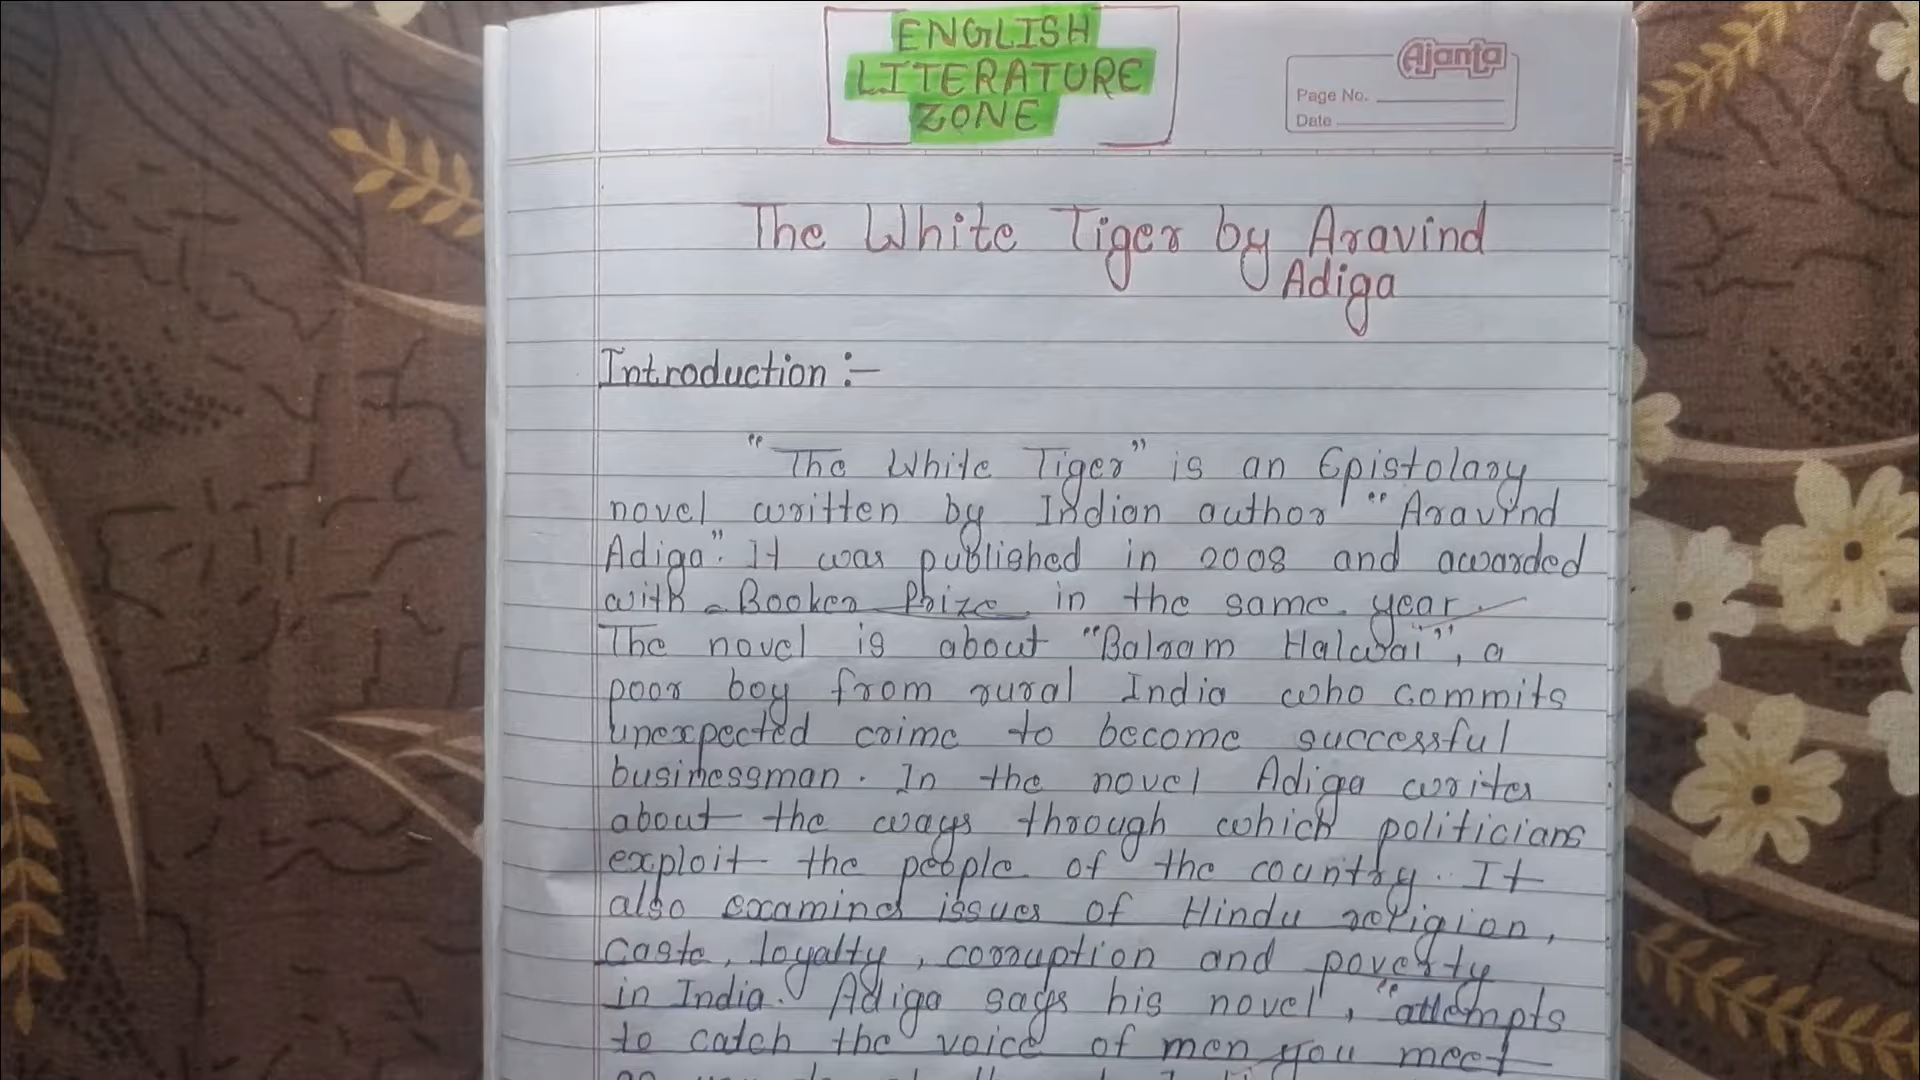 ENGLISH
LITERATURE
ZONE
Ajanta
Page No.
Date
The White Tiger by Aravind
Adiga
Introduction :-
"The White Tiger" is an Epistolary
novel written by Indian author "Aravind
Adiga". It was published in 2008 and awarded
with Booker Prize in the same year.
The novel is about "Balram Halwai", a
poor boy from rural India who commits
unexpected crime to become successful
businessman. In the novel Adiga writes
about the ways through which politicians
exploit the people of the country. It
also examines issues of Hindu religion,
caste, loyalty, corruption and poverty
in India. Adiga says his novel, "attempts
to catch the voice of men you meet